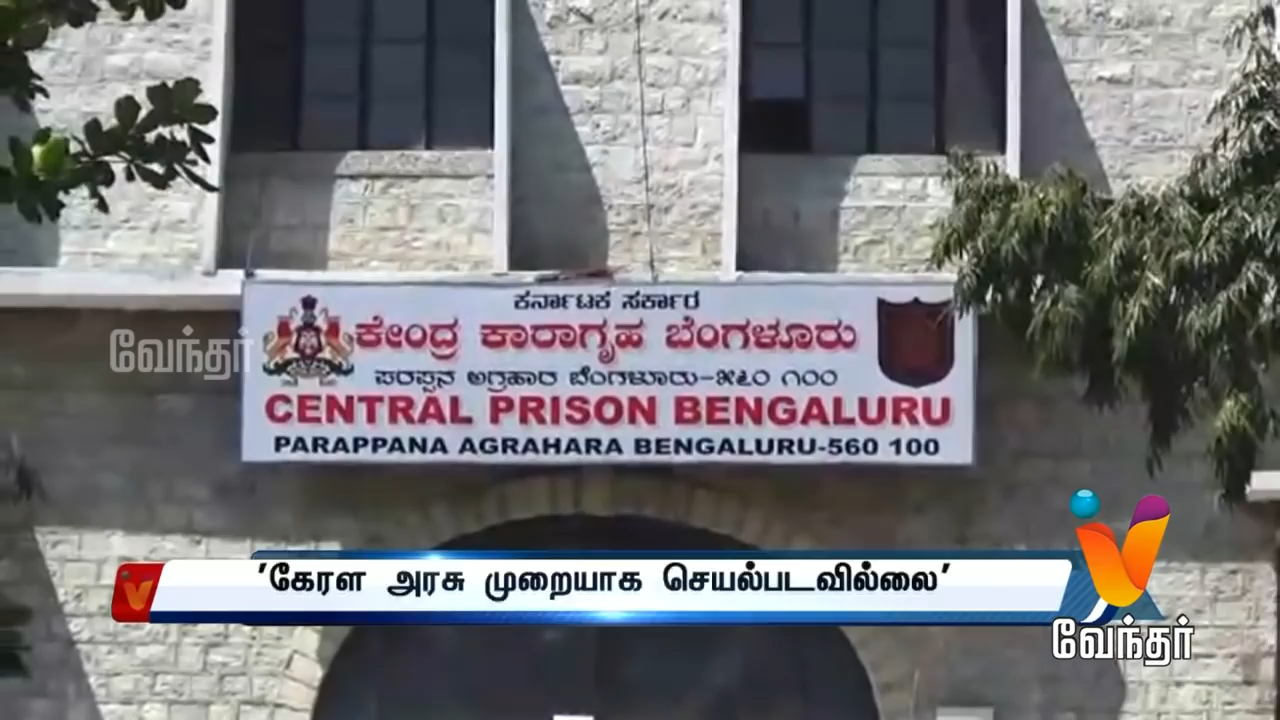 ಕರ್ನಾಟಕ ಸರ್ಕಾರ
ಕೇಂದ್ರ ಕಾರಾಗೃಹ ಬೆಂಗಳೂರು
ಪರಪ್ಪನ ಅಗ್ರಹಾರ ಬೆಂಗಳೂರು-೫೬೦ ೧೦೦
CENTRAL PRISON BENGALURU
PARAPPANA AGRAHARA BENGALURU-560 100
வேந்தர்
'கேரள அரசு முறையாக செயல்படவில்லை'
வேந்தர்